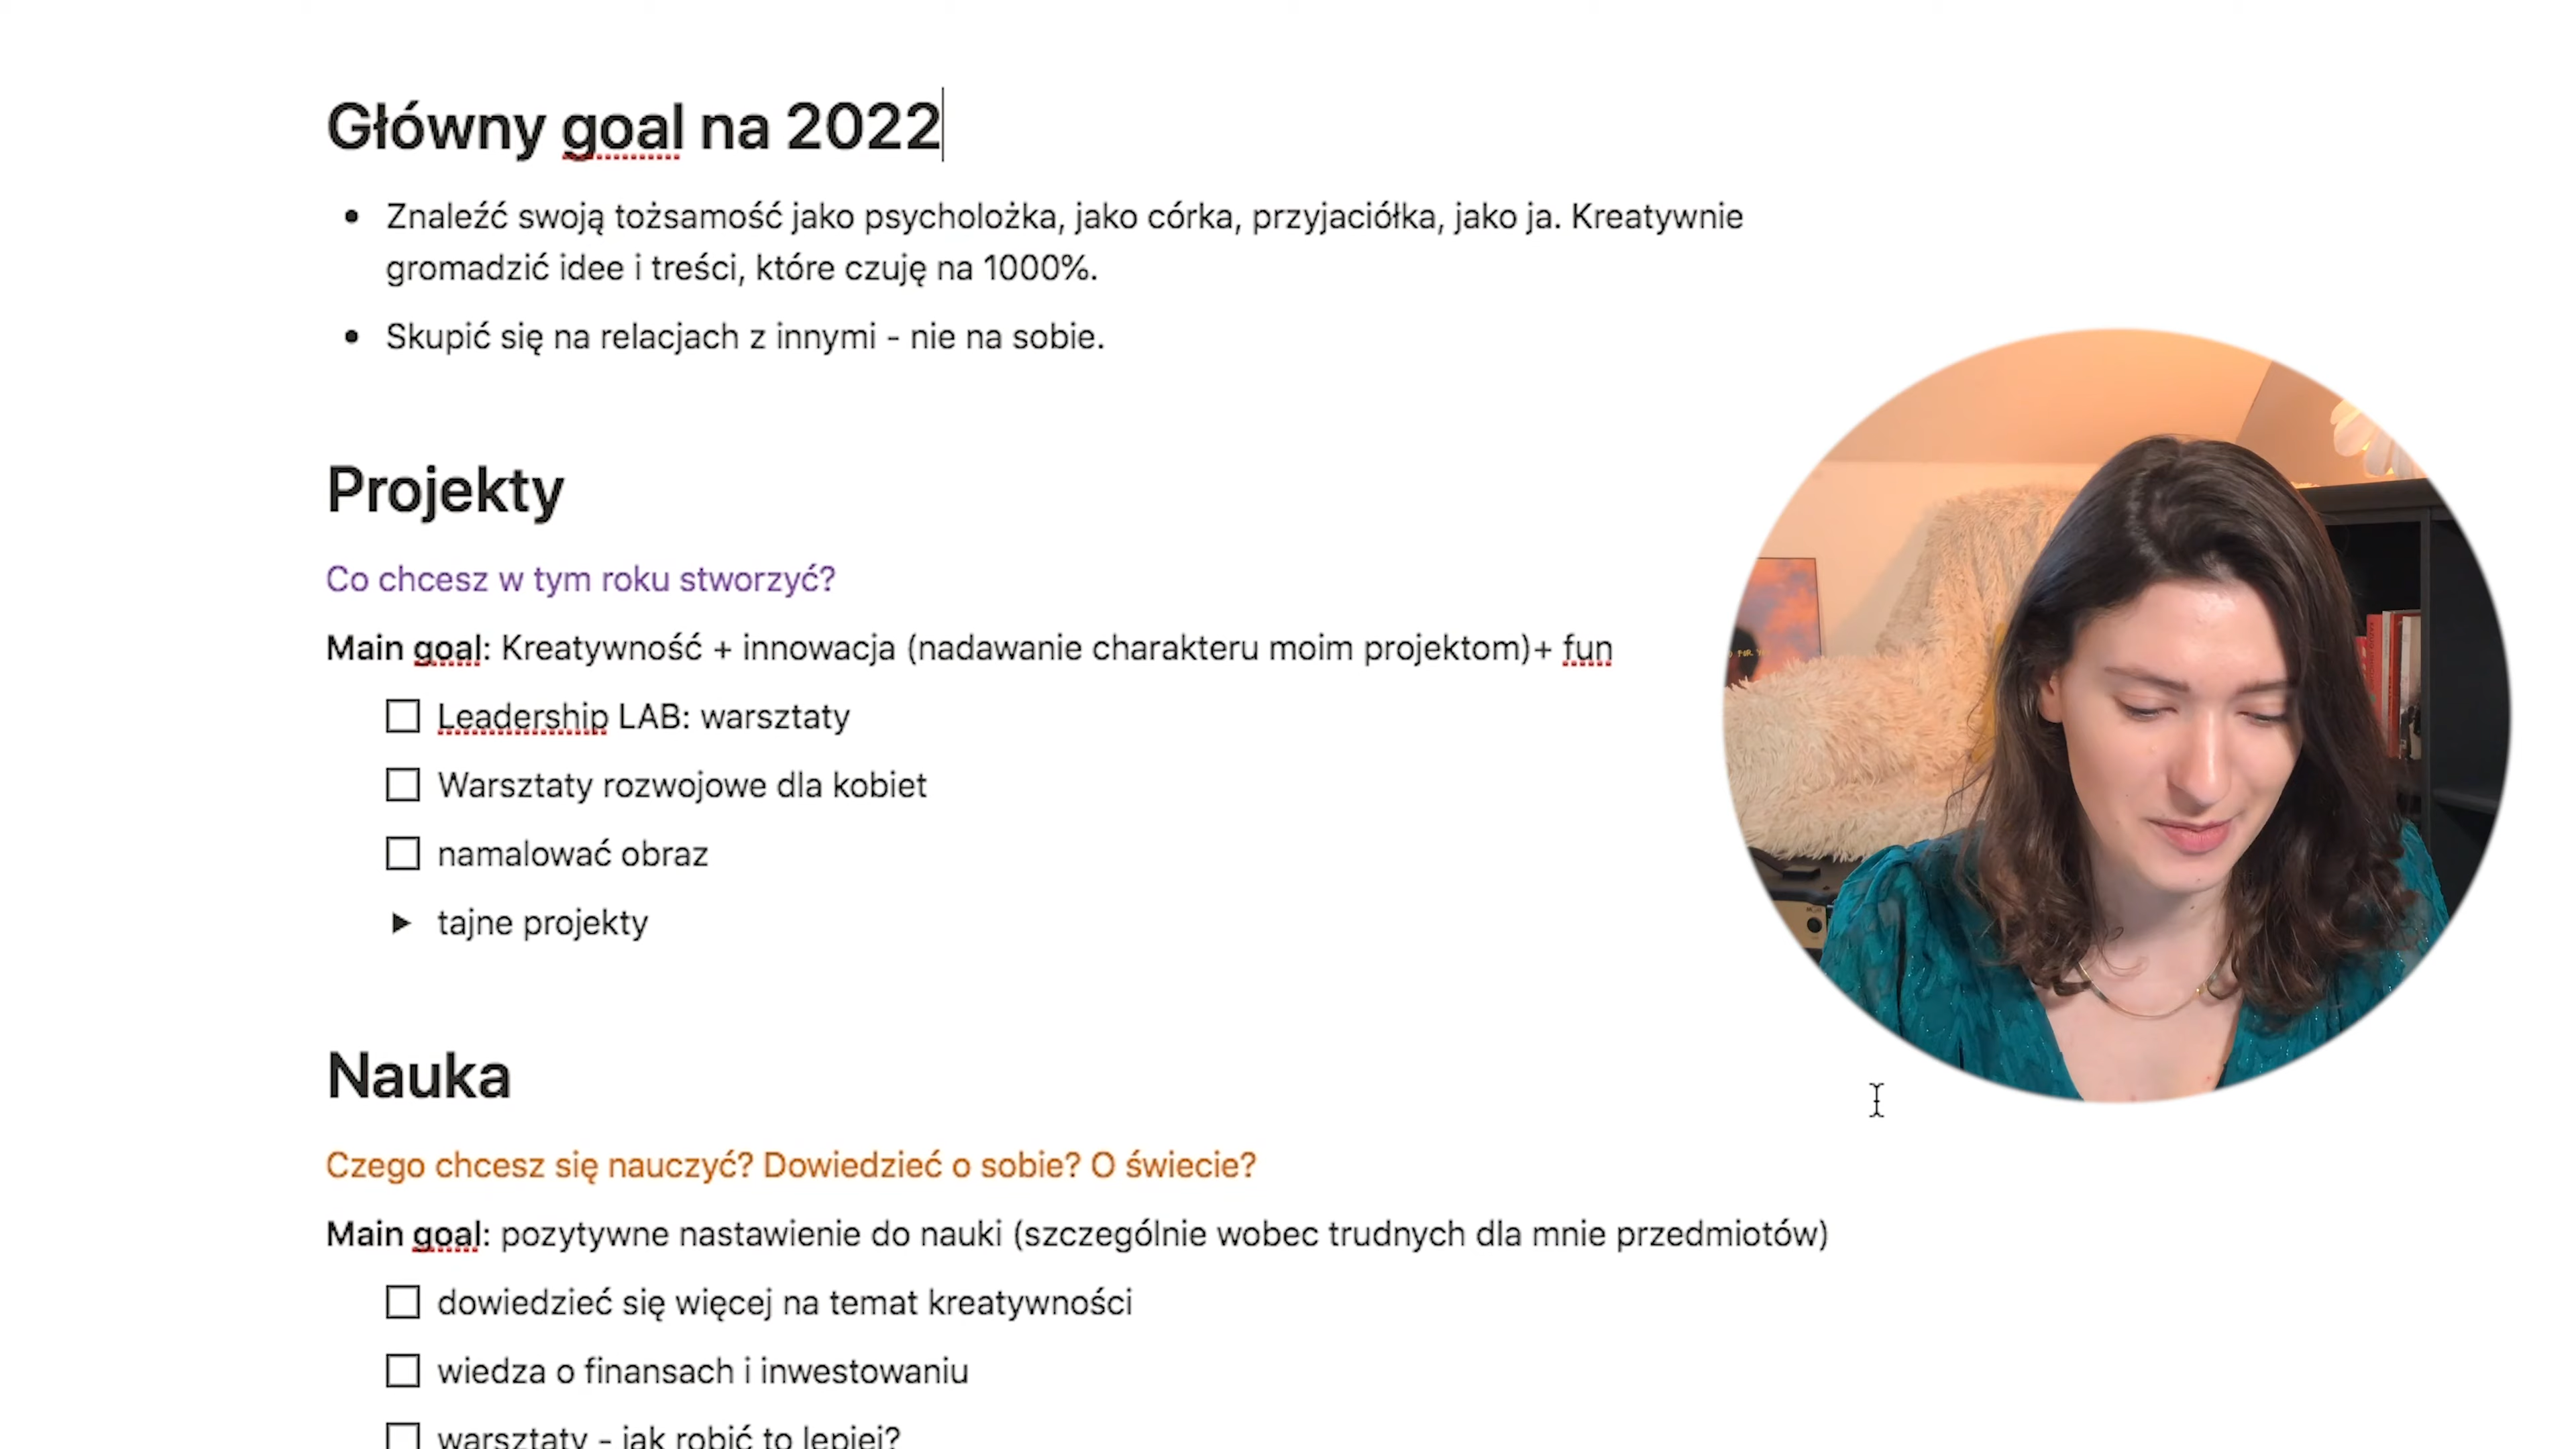 Główny goal na 2022
Znaleźć swoją tożsamość jako psycholożka, jako córka, przyjaciółka, jako ja. Kreatywnie
gromadzić idee i treści, które czuję na 1000%.
Skupić się na relacjach z innymi - nie na sobie.
Projekty
Co chcesz w tym roku stworzyć?
Main goal: Kreatywność + innowacja (nadawanie charakteru moim projektom)+ fun
Leadership LAB: warsztaty
Warsztaty rozwojowe dla kobiet
namalować obraz
tajne projekty
Nauka
Czego chcesz się nauczyć? Dowiedzieć o sobie? O świecie?
Main goal: pozytywne nastawienie do nauki (szczególnie wobec trudnych dla mnie przedmiotów)
dowiedzieć się więcej na temat kreatywności
wiedza o finansach i inwestowaniu
warsztaty - jak robić to lepiej?